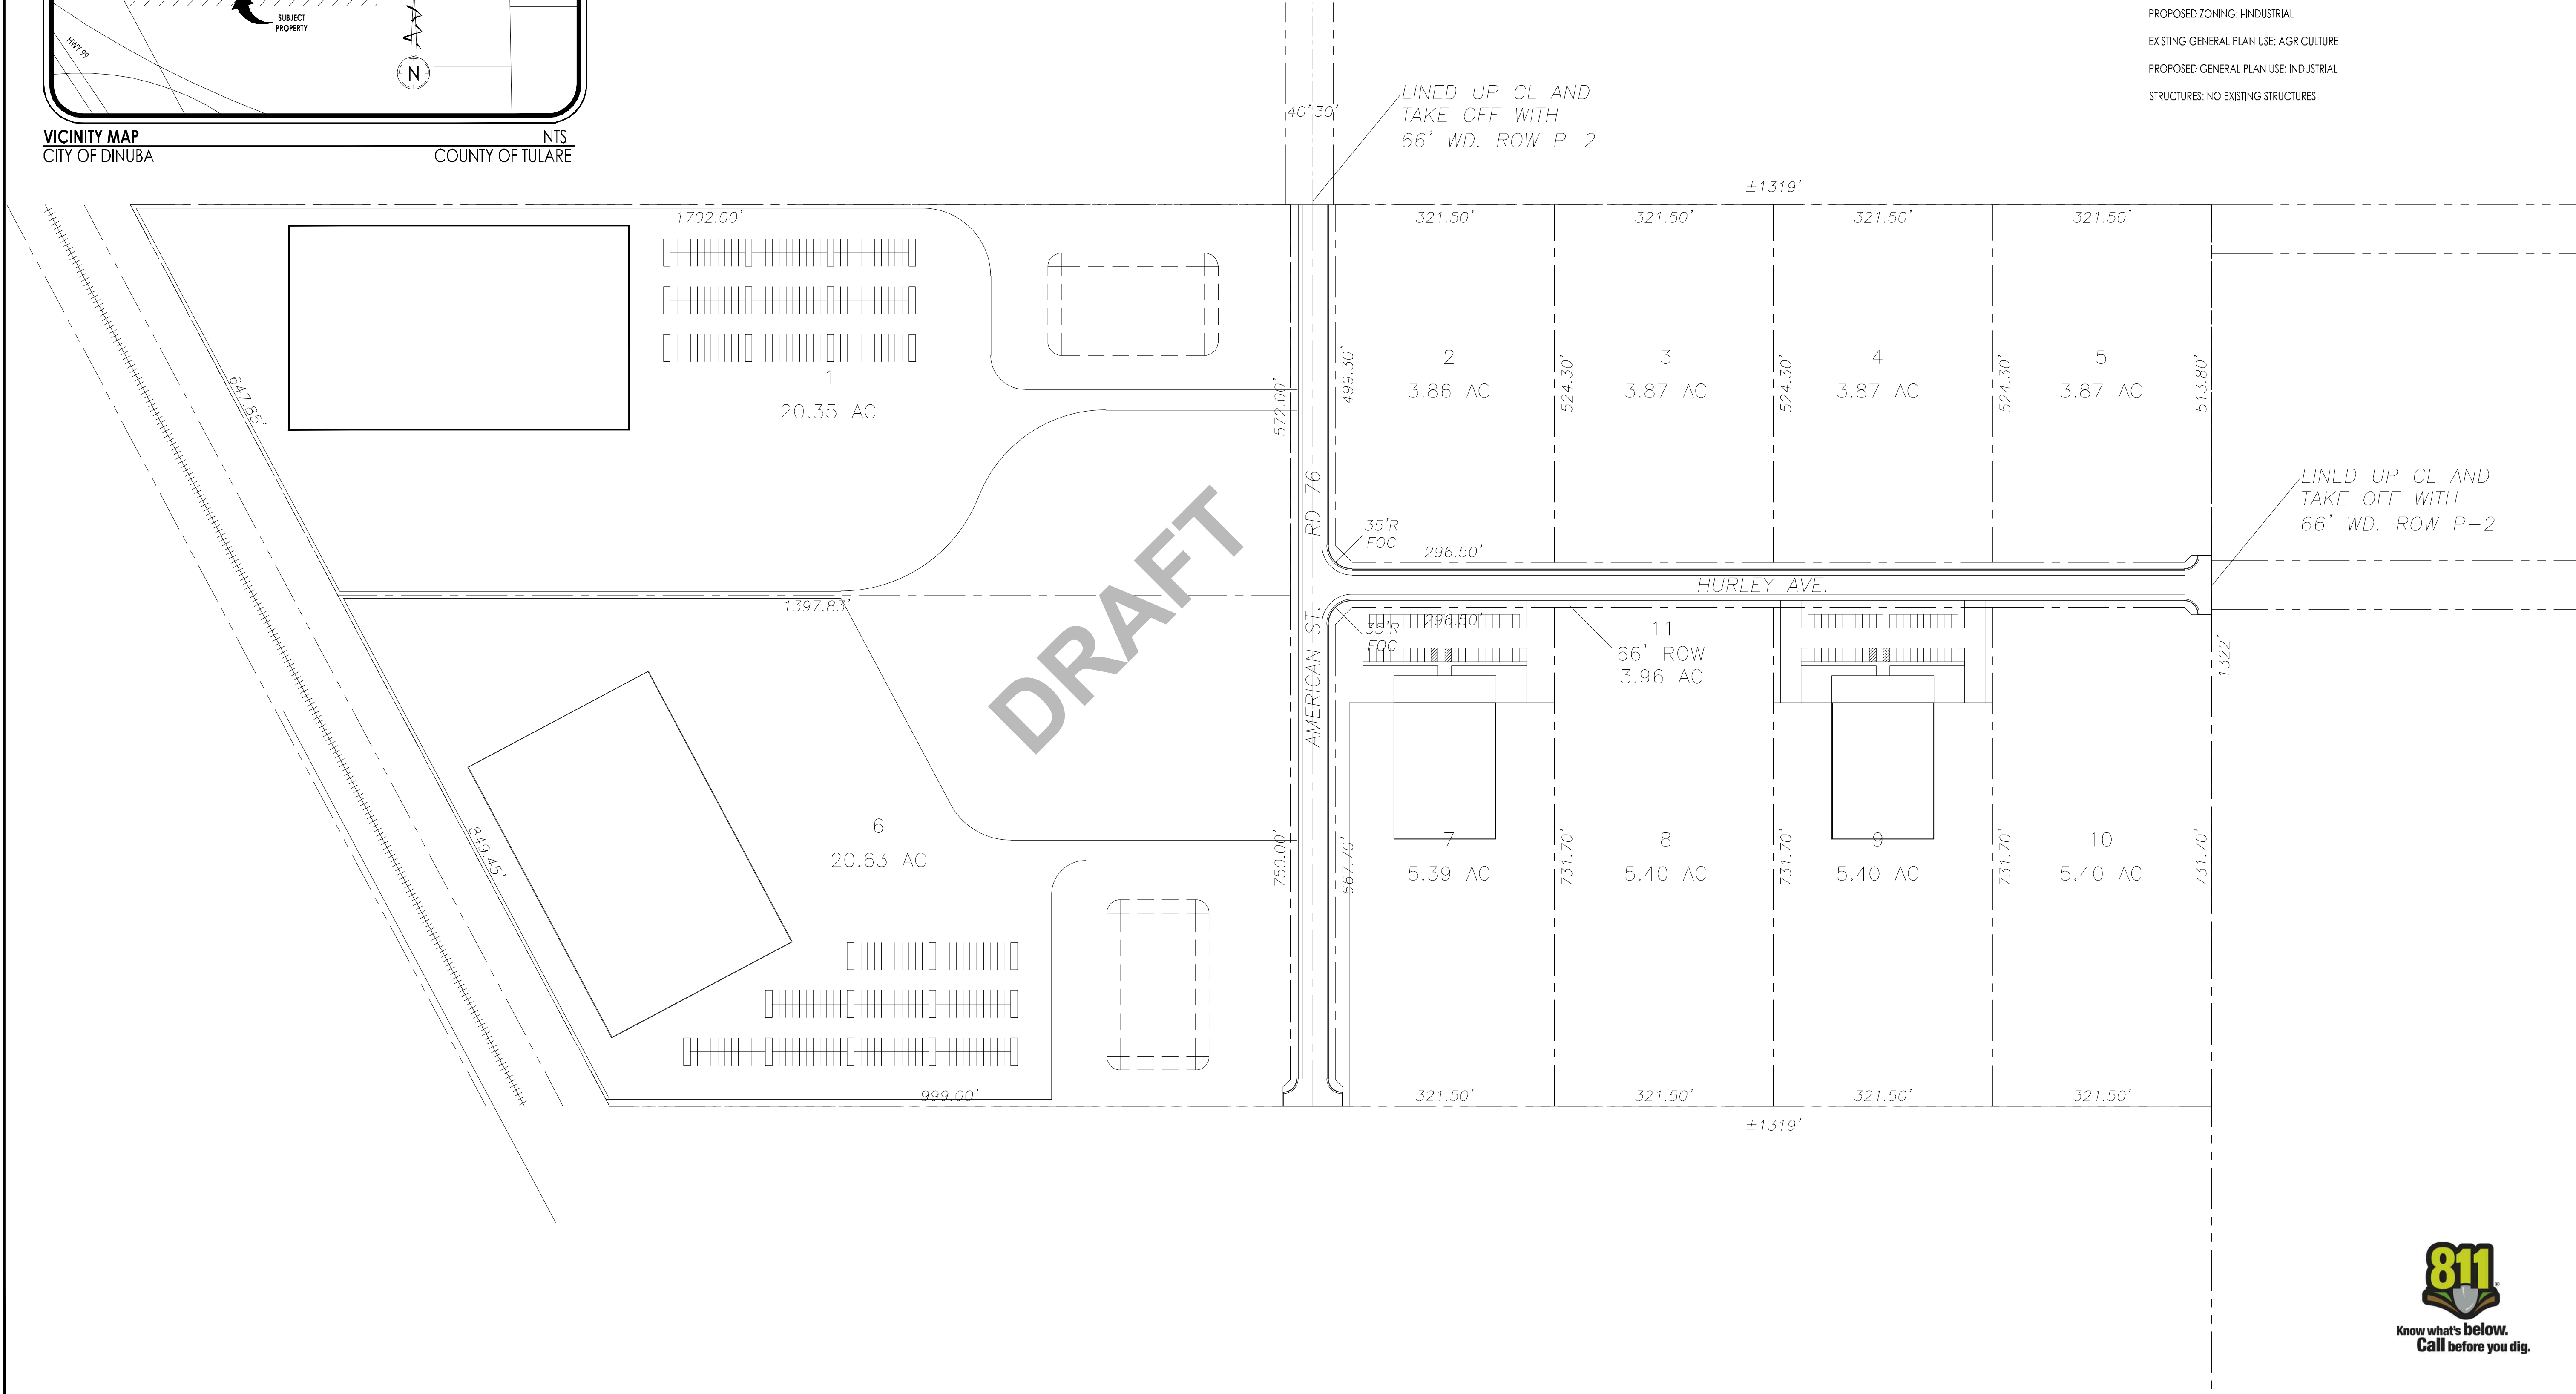 SUBJECT
PROPERTY
HWY 99
N
VICINITY MAP
NTS
CITY OF DINUBA
COUNTY OF TULARE
PROPOSED ZONING: I-INDUSTRIAL
EXISTING GENERAL PLAN USE: AGRICULTURE
PROPOSED GENERAL PLAN USE: INDUSTRIAL
STRUCTURES: NO EXISTING STRUCTURES
40' 30'
LINED UP CL AND
TAKE OFF WITH
66' WD. ROW P-2
±1319'
1702.00'
321.50'
321.50'
321.50'
321.50'
647.85'
1
20.35 AC
572.00'
499.30'
2
3.86 AC
524.30'
3
3.87 AC
524.30'
4
3.87 AC
524.30'
5
3.87 AC
513.80'
LINED UP CL AND
TAKE OFF WITH
66' WD. ROW P-2
RD 76
35'R
FOC
296.50'
HURLEY AVE.
1397.83'
DRAFT
AMERICAN ST.
35'R
FOC
296.50'
11
66' ROW
3.96 AC
1322'
849.45'
6
20.63 AC
750.00'
667.70'
7
5.39 AC
731.70'
8
5.40 AC
731.70'
9
5.40 AC
731.70'
10
5.40 AC
731.70'
999.00'
321.50'
321.50'
321.50'
321.50'
±1319'
811
Know what's below.
Call before you dig.